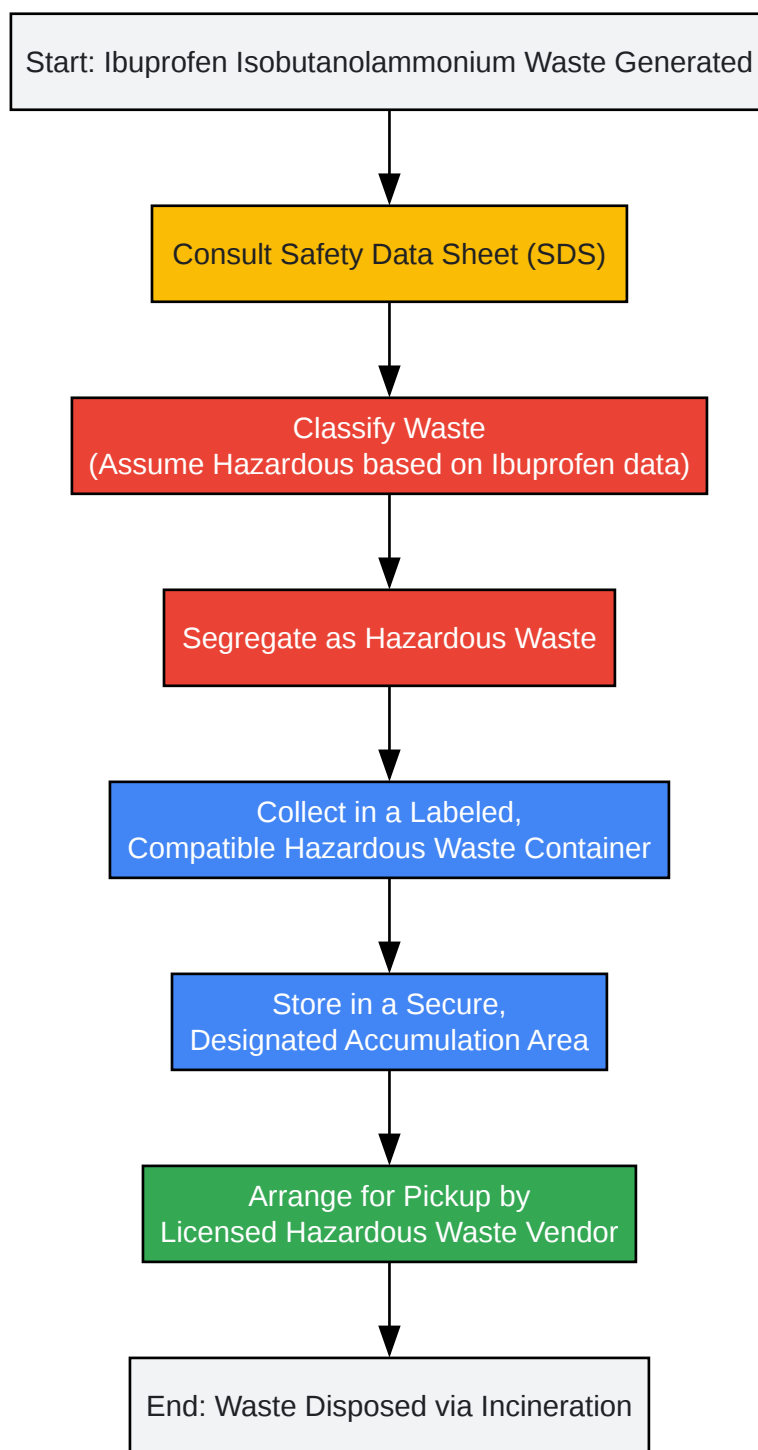 Start: Ibuprofen Isobutanolammonium Waste Generated
Consult Safety Data Sheet (SDS)
Classify Waste
(Assume Hazardous based on Ibuprofen data)
Segregate as Hazardous Waste
Collect in a Labeled,
Compatible Hazardous Waste Container
Store in a Secure,
Designated Accumulation Area
Arrange for Pickup by
Licensed Hazardous Waste Vendor
End: Waste Disposed via Incineration